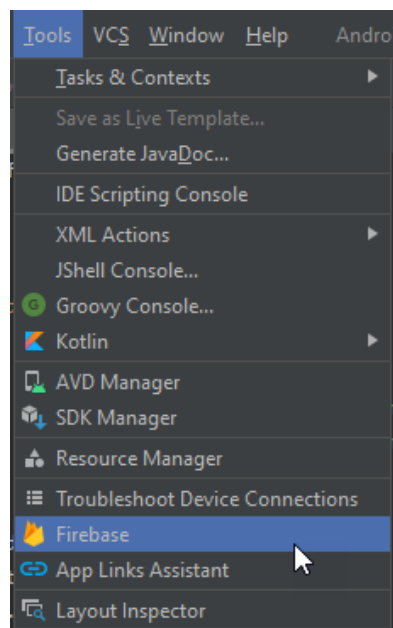 Tools VCS Window Help Andro
Tasks & Contexts
Save as Live Template...
Generate JavaDoc...
IDE Scripting Console
XML Actions
JShell Console...
G Groovy Console...
Kotlin
AVD Manager
SDK Manager
Resource Manager
Troubleshoot Device Connections
Firebase
App Links Assistant
Layout Inspector